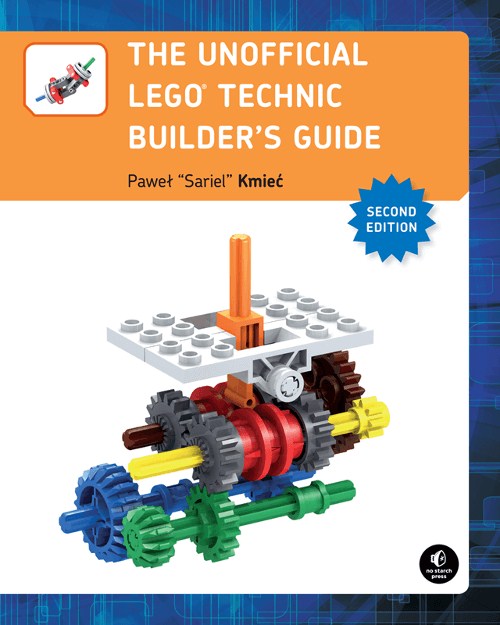 THE UNOFFICIAL
LEGO® TECHNIC
BUILDER'S GUIDE
Paweł “Sariel” Kmieć
SECOND
EDITION
no starch
press